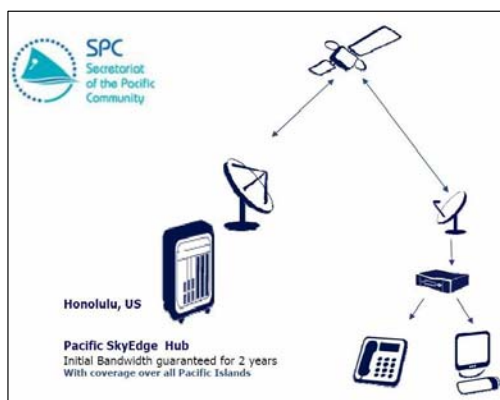 SPC
Secretariat
of the Pacific
Community
Honolulu, US
Pacific SkyEdge Hub
Initial Bandwidth guaranteed for 2 years
With coverage over all Pacific Islands